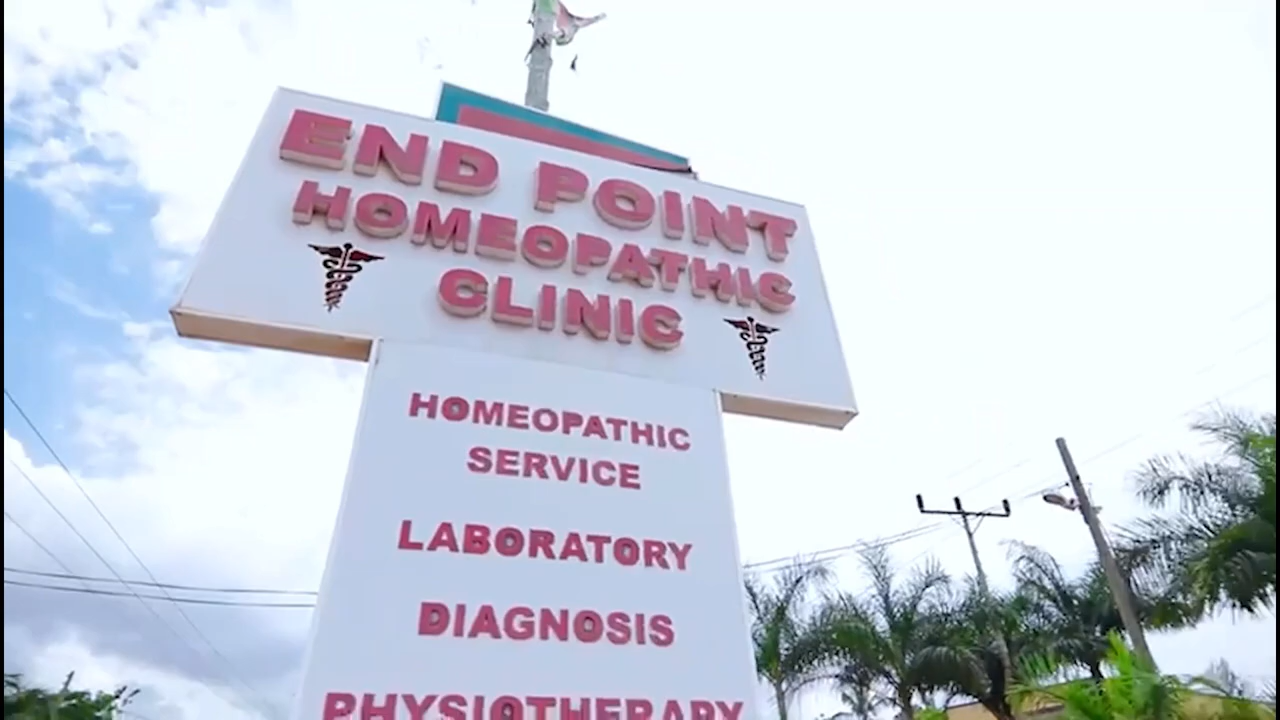 END POINT
HOMEOPATHIC
CLINIC
HOMEOPATHIC
SERVICE
LABORATORY
DIAGNOSIS
PHYSIOTHERAPY